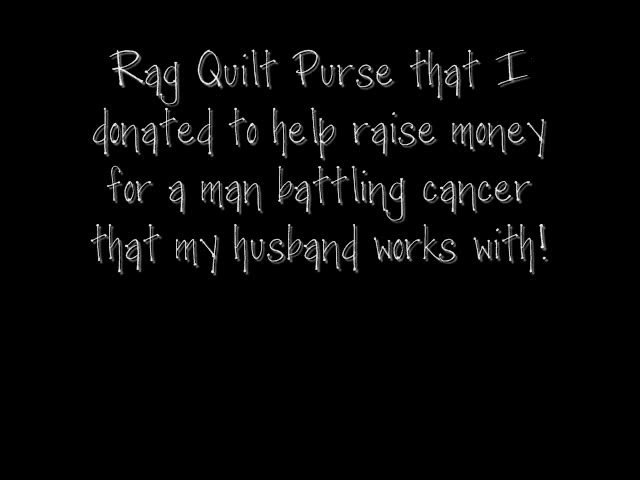 Rag Quilt Purse that I
donated to help raise money
for a man battling cancer
that my husband works with!